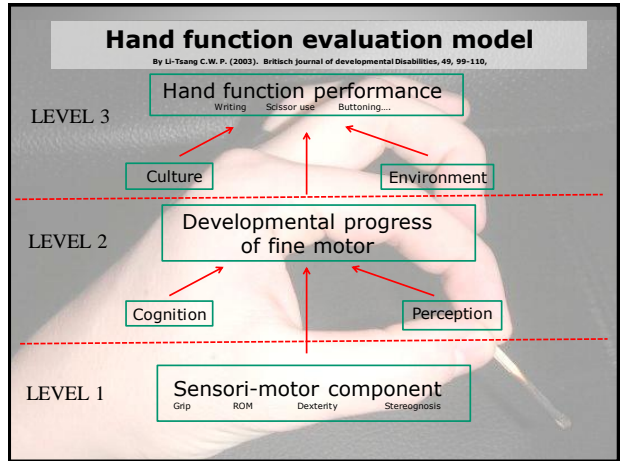 Hand function evaluation model
By Li-Tsang C.W. P. (2003). Britisch journal of developmental Disabilities, 49, 99-110,
Hand function performance
Writing Scissor use Buttoning....
LEVEL 3
Culture Environment
Developmental progress
of fine motor
LEVEL 2
Cognition Perception
Sensori-motor component
LEVEL 1
Grip ROM Dexterity Stereognosis